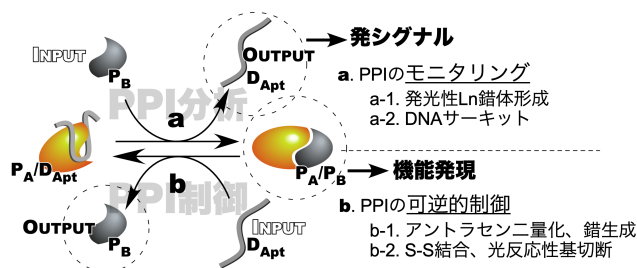 INPUT
PB
OUTPUT
DApt
発シグナル
a. PPIのモニタリング
a-1. 発光性Ln錯体形成
a-2. DNAサーキット
PPI分析
a
PA/DApt
PA/PB
機能発現
b
PPI制御
OUTPUT
PB
INPUT
DApt
b. PPIの可逆的制御
b-1. アントラセン二量化、錯生成
b-2. S-S結合、光反応性基切断